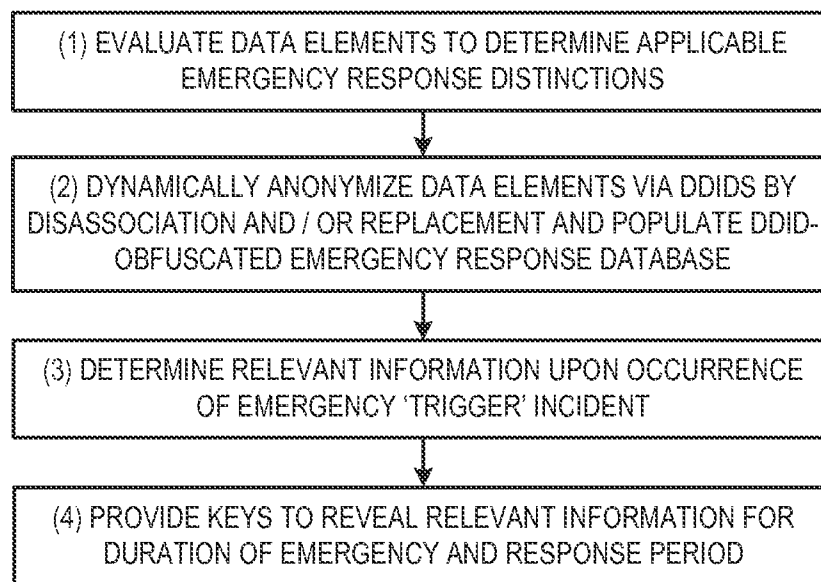 (1) EVALUATE DATA ELEMENTS TO DETERMINE APPLICABLE
EMERGENCY RESPONSE DISTINCTIONS
(2) DYNAMICALLY ANONYMIZE DATA ELEMENTS VIA DDIDS BY
DISASSOCIATION AND / OR REPLACEMENT AND POPULATE DDID-
OBFUSCATED EMERGENCY RESPONSE DATABASE
(3) DETERMINE RELEVANT INFORMATION UPON OCCURRENCE
OF EMERGENCY 'TRIGGER' INCIDENT
(4) PROVIDE KEYS TO REVEAL RELEVANT INFORMATION FOR
DURATION OF EMERGENCY AND RESPONSE PERIOD